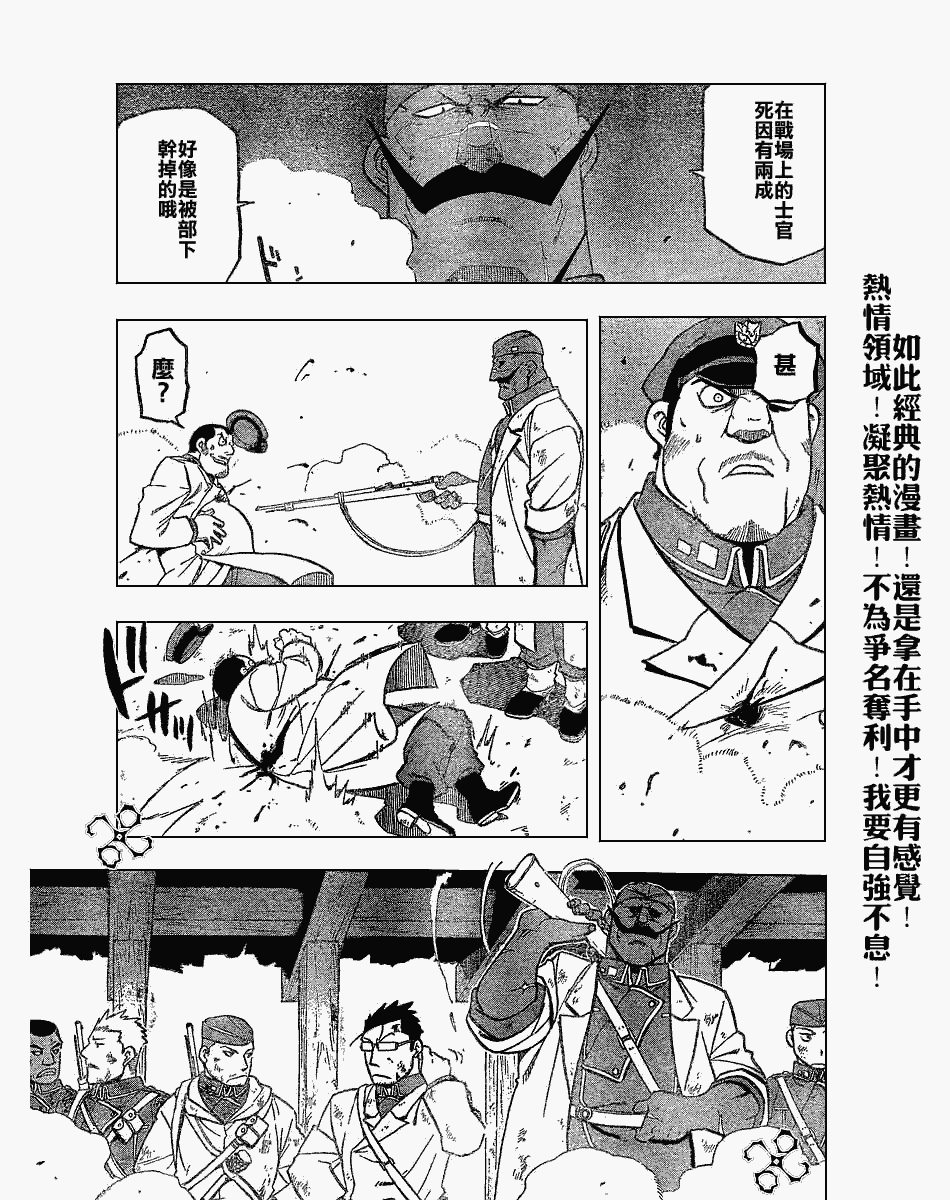 在戰場上的士官
死因有兩成
好像是被部下
幹掉的哦
甚
麼？
ドッ
ドサッ
如此經典的漫畫！還是拿在手中才更有感覺！
熱情領域！凝聚熱情！不為爭名奪利！我要自強不息！